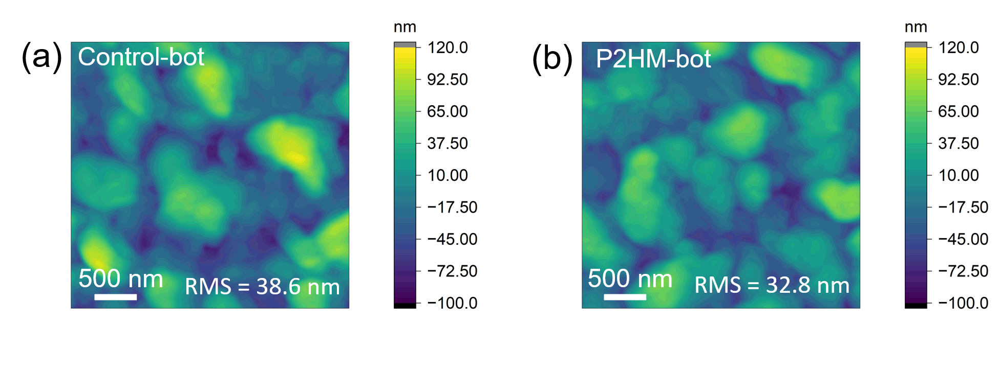 (a)
Control-bot
500 nm
RMS = 38.6 nm
nm
120.0
92.50
65.00
37.50
10.00
−17.50
−45.00
−72.50
−100.0
(b)
P2HM-bot
500 nm
RMS = 32.8 nm
nm
120.0
92.50
65.00
37.50
10.00
−17.50
−45.00
−72.50
−100.0